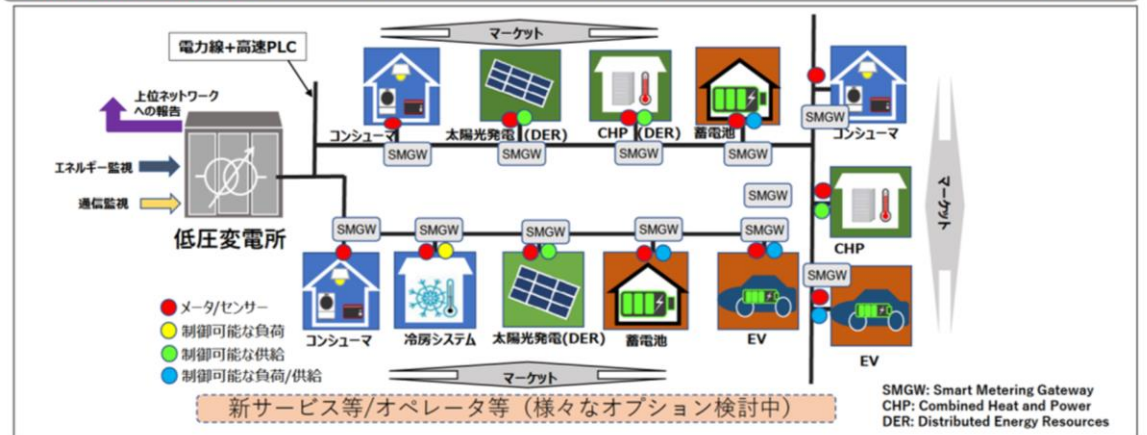 マーケット
電力線+高速PLC
上位ネットワーク
への報告
エネルギー監視
通信監視
低圧変電所
コンシューマ
太陽光発電(DER)
CHP (DER)
蓄電池
コンシューマ
SMGW
SMGW
SMGW
SMGW
SMGW
SMGW
CHP
マーケット
SMGW
SMGW
SMGW
SMGW
SMGW
SMGW
EV
コンシューマ
冷房システム
太陽光発電(DER)
蓄電池
EV
メータ/センサー
制御可能な負荷
制御可能な供給
制御可能な負荷/供給
マーケット
新サービス等/オペレータ等（様々なオプション検討中）
SMGW: Smart Metering Gateway
CHP: Combined Heat and Power
DER: Distributed Energy Resources